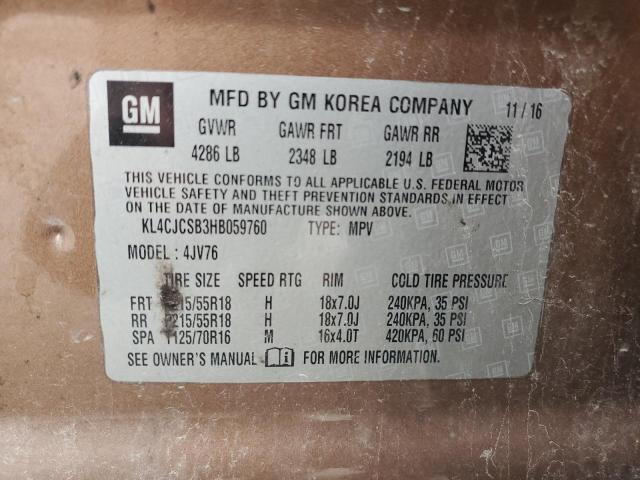 GM MFD BY GM KOREA COMPANY 11/16
GVWR GAWR FRT GAWR RR
4286 LB 2348 LB 2194 LB
THIS VEHICLE CONFORMS TO ALL APPLICABLE U.S. FEDERAL MOTOR
VEHICLE SAFETY AND THEFT PREVENTION STANDARDS IN EFFECT
ON THE DATE OF MANUFACTURE SHOWN ABOVE.
KL4CJCSB3HB059760 TYPE: MPV
MODEL : 4JV76
TIRE SIZE SPEED RTG RIM COLD TIRE PRESSURE
FRT P215/55R18 H 18x7.0J 240KPA, 35 PSI
RR P215/55R18 H 18x7.0J 240KPA, 35 PSI
SPA T125/70R16 M 16x4.0T 420KPA, 60 PSI
SEE OWNER'S MANUAL FOR MORE INFORMATION.